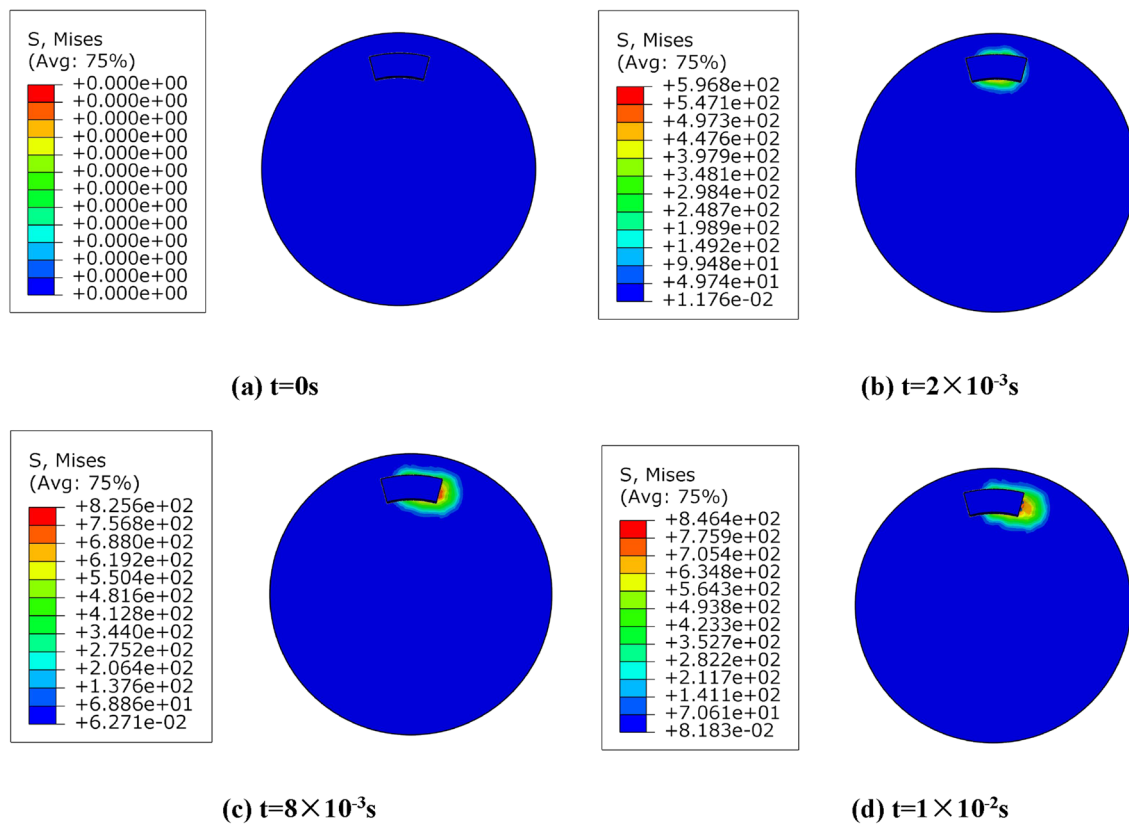 S, Mises
(Avg: 75%)
+0.000e+00
+0.000e+00
+0.000e+00
+0.000e+00
+0.000e+00
+0.000e+00
+0.000e+00
+0.000e+00
+0.000e+00
+0.000e+00
+0.000e+00
+0.000e+00
+0.000e+00
(a) t=0s
S, Mises
(Avg: 75%)
+5.968e+02
+5.471e+02
+4.973e+02
+4.476e+02
+3.979e+02
+3.481e+02
+2.984e+02
+2.487e+02
+1.989e+02
+1.492e+02
+9.948e+01
+4.974e+01
+1.176e-02
(b) t=2×10⁻³s
S, Mises
(Avg: 75%)
+8.256e+02
+7.568e+02
+6.880e+02
+6.192e+02
+5.504e+02
+4.816e+02
+4.128e+02
+3.440e+02
+2.752e+02
+2.064e+02
+1.376e+02
+6.886e+01
+6.271e-02
(c) t=8×10⁻³s
S, Mises
(Avg: 75%)
+8.464e+02
+7.759e+02
+7.054e+02
+6.348e+02
+5.643e+02
+4.938e+02
+4.233e+02
+3.527e+02
+2.822e+02
+2.117e+02
+1.411e+02
+7.061e+01
+8.183e-02
(d) t=1×10⁻²s